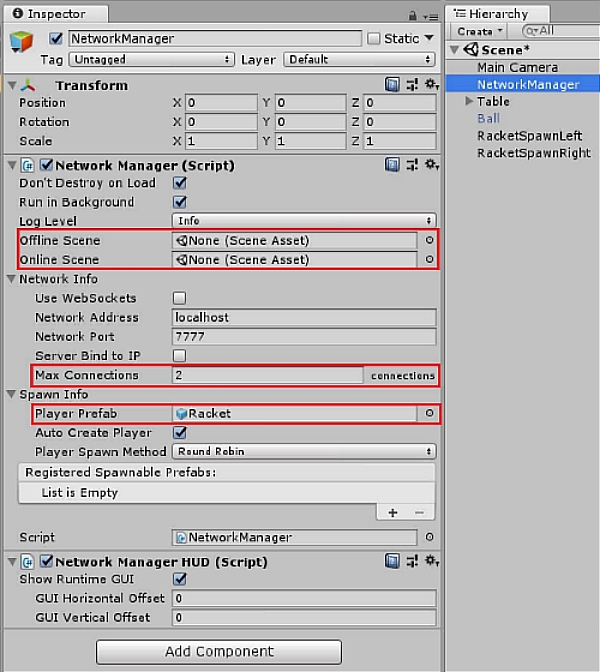 Inspector
NetworkManager
Static
Tag Untagged Layer Default
Transform
Position X 0 Y 0 Z 0
Rotation X 0 Y 0 Z 0
Scale X 1 Y 1 Z 1
Network Manager (Script)
Don't Destroy on Load
Run in Background
Log Level Info
Offline Scene None (Scene Asset)
Online Scene None (Scene Asset)
Network Info
Use WebSockets
Network Address localhost
Network Port 7777
Server Bind to IP
Max Connections 2 connections
Spawn Info
Player Prefab Racket
Auto Create Player
Player Spawn Method Round Robin
Registered Spawnable Prefabs:
List is Empty
Script NetworkManager
Network Manager HUD (Script)
Show Runtime GUI
GUI Horizontal Offset 0
GUI Vertical Offset 0
Add Component
Hierarchy
Create All
Scene*
Main Camera
NetworkManager
Table
Ball
RacketSpawnLeft
RacketSpawnRight